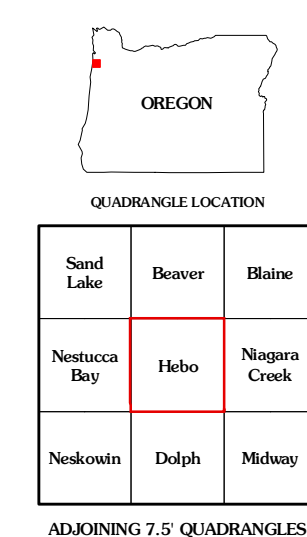 OREGON
QUADRANGLE LOCATION
Sand
Lake
Beaver
Blaine
Nestucca
Bay
Hebo
Niagara
Creek
Neskowin
Dolph
Midway
ADJOINING 7.5' QUADRANGLES